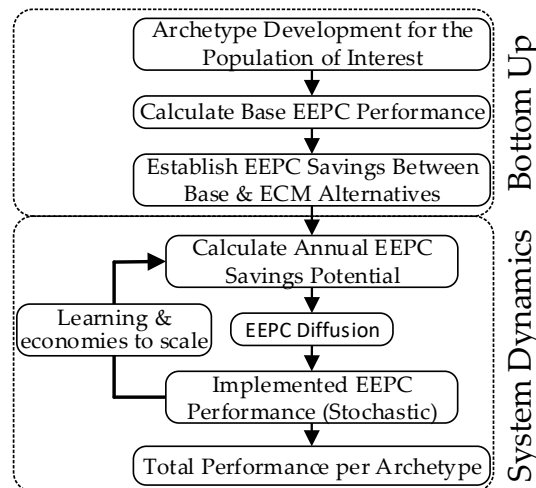 Archetype Development for the
Population of Interest
Calculate Base EEPC Performance
Establish EEPC Savings Between
Base & ECM Alternatives
Bottom Up
Calculate Annual EEPC
Savings Potential
Learning &
economies to scale
EEPC Diffusion
Implemented EEPC
Performance (Stochastic)
Total Performance per Archetype
System Dynamics